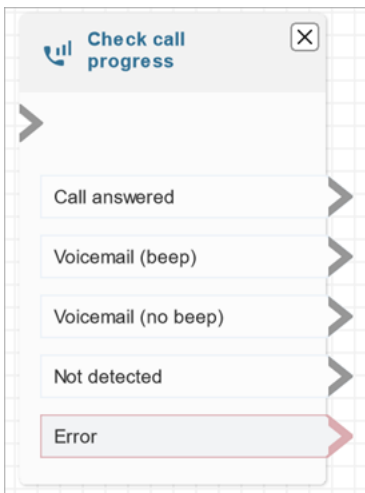 Check call
progress
Call answered
Voicemail (beep)
Voicemail (no beep)
Not detected
Error